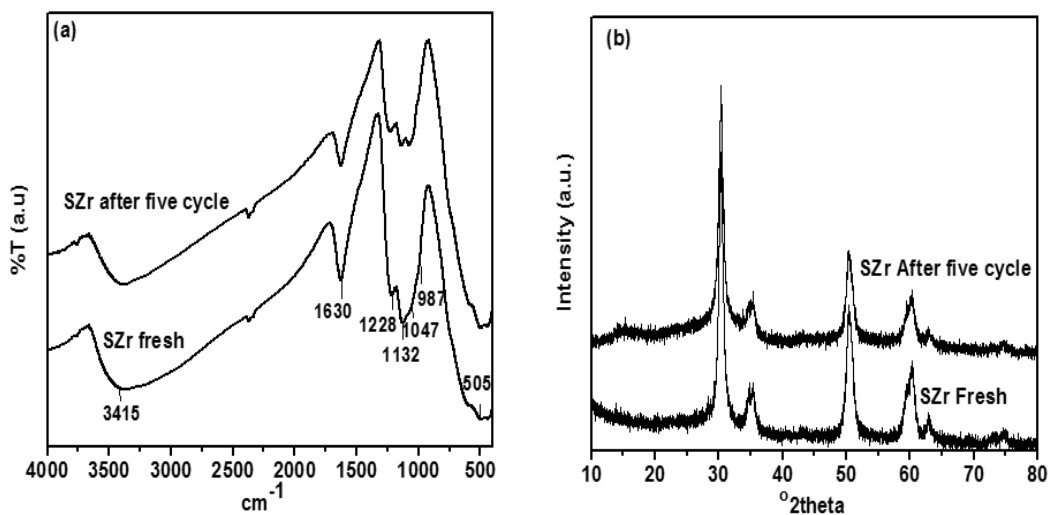 (a)
%T (a.u)
SZr after five cycle
SZr fresh
3415
1630
1228
1132
1047
987
505
4000 3500 2500 2000 1500 1000 500
cm-1
(b)
Intensity (a.u.)
SZr After five cycle
SZr Fresh
10 20 30 40 50 60 70 80
°2theta